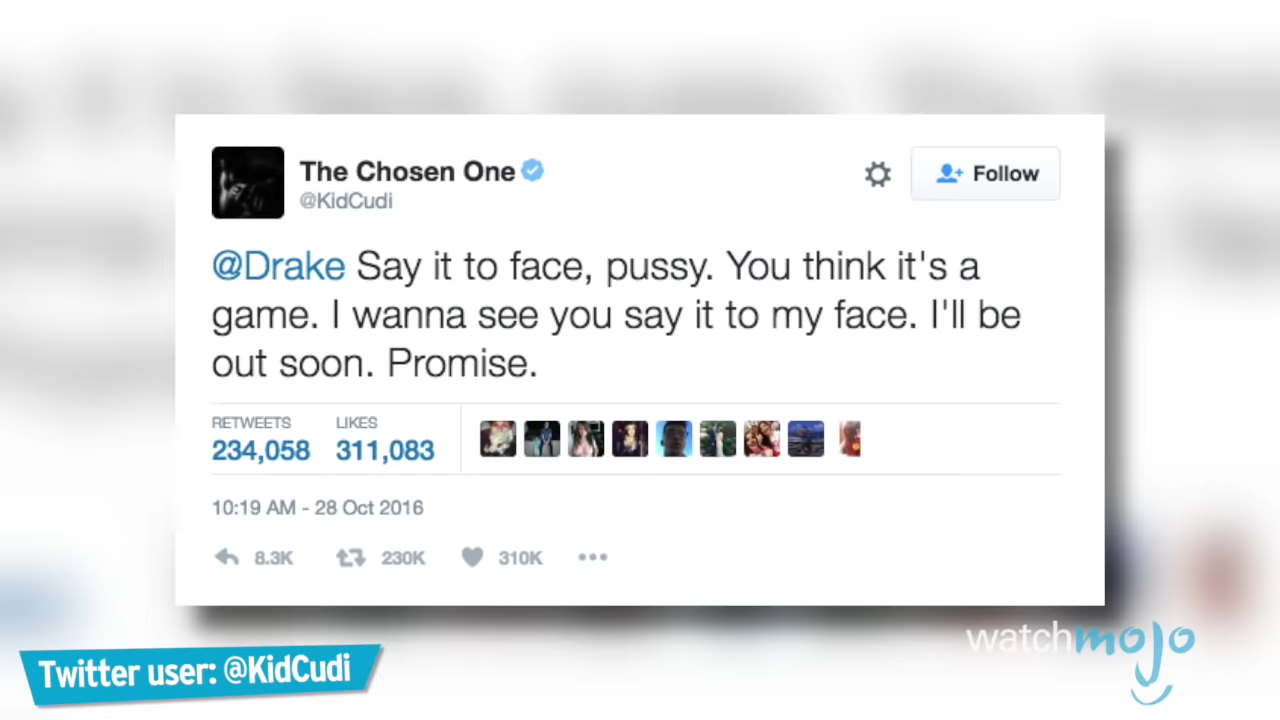 The Chosen One
@KidCudi
Follow
@Drake Say it to face, pussy. You think it's a
game. I wanna see you say it to my face. I'll be
out soon. Promise.
RETWEETS LIKES
234,058 311,083
10:19 AM - 28 Oct 2016
8.3K 230K 310K
Twitter user: @KidCudi
watchmojo